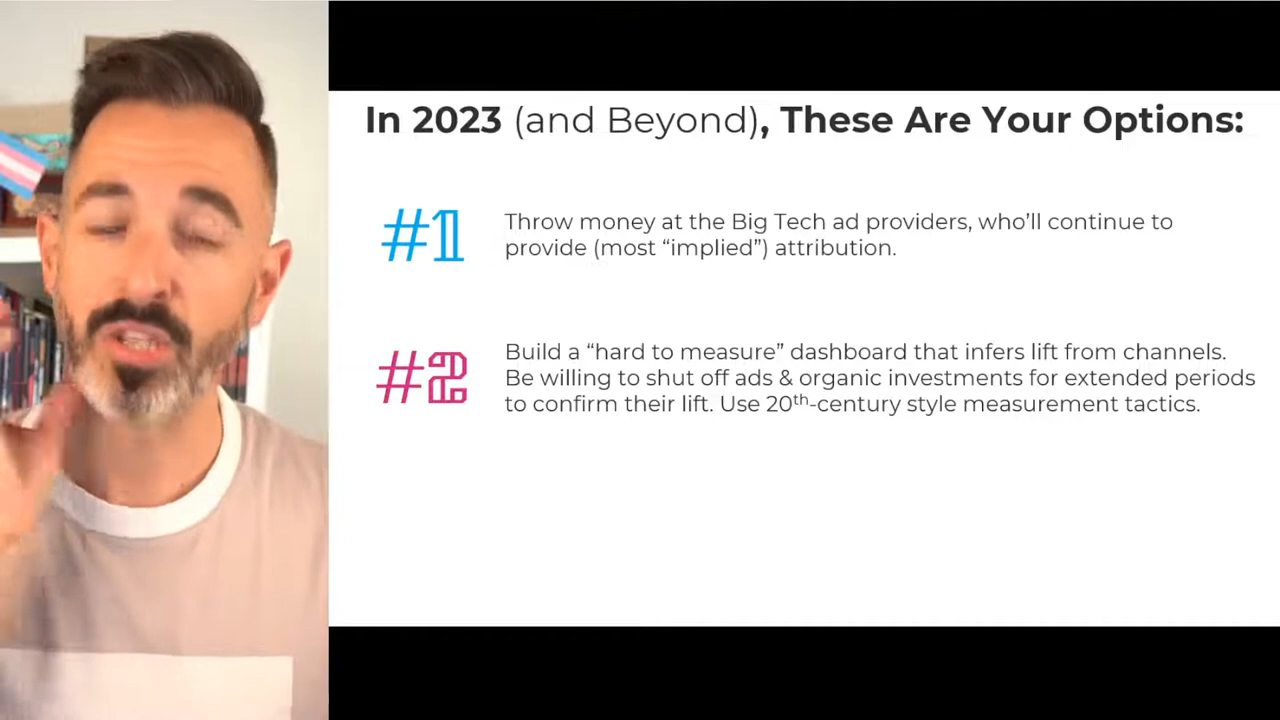 In 2023 (and Beyond), These Are Your Options:
#1
Throw money at the Big Tech ad providers, who’ll continue to
provide (most “implied”) attribution.
#2
Build a “hard to measure” dashboard that infers lift from channels.
Be willing to shut off ads & organic investments for extended periods
to confirm their lift. Use 20th-century style measurement tactics.